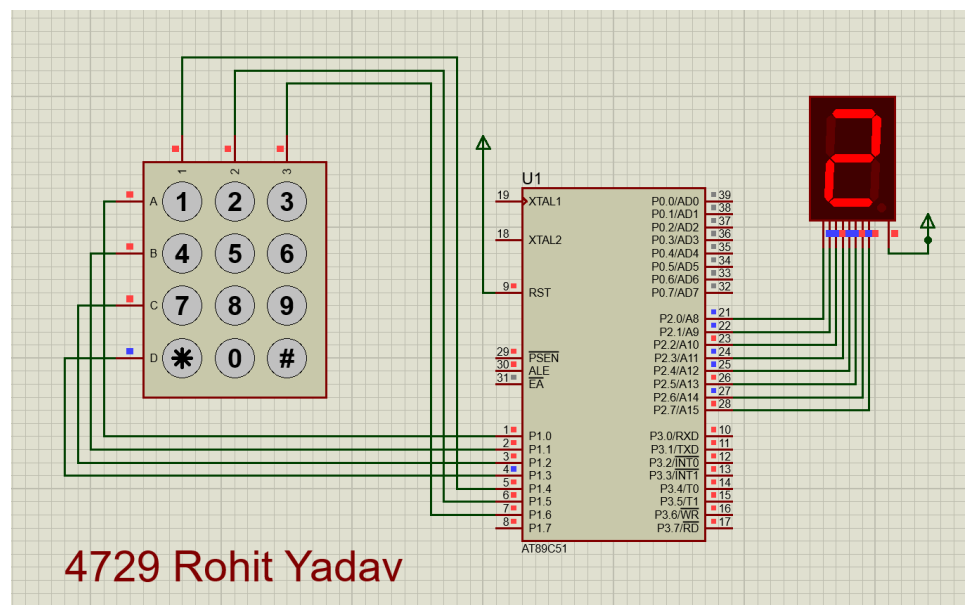 1 2 3
A 1 2 3
B 4 5 6
C 7 8 9
D * 0 #
U1
19 XTAL1
18 XTAL2
9 RST
29 PSEN
30 ALE
31 EA
1 P1.0
2 P1.1
3 P1.2
4 P1.3
5 P1.4
6 P1.5
7 P1.6
8 P1.7
P0.0/AD0 39
P0.1/AD1 38
P0.2/AD2 37
P0.3/AD3 36
P0.4/AD4 35
P0.5/AD5 34
P0.6/AD6 33
P0.7/AD7 32
P2.0/A8 21
P2.1/A9 22
P2.2/A10 23
P2.3/A11 24
P2.4/A12 25
P2.5/A13 26
P2.6/A14 27
P2.7/A15 28
P3.0/RXD 10
P3.1/TXD 11
P3.2/INT0 12
P3.3/INT1 13
P3.4/T0 14
P3.5/T1 15
P3.6/WR 16
P3.7/RD 17
AT89C51
2
4729 Rohit Yadav